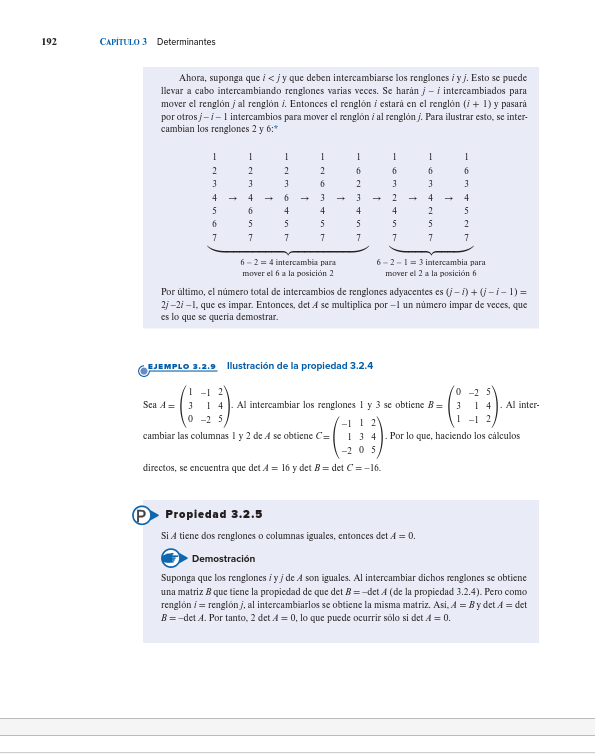 192 CAPÍTULO 3 Determinantes
Ahora, suponga que i < j y que deben intercambiarse los renglones i y j. Esto se puede
llevar a cabo intercambiando renglones varias veces. Se harán j – i intercambiados para
mover el renglón j al renglón i. Entonces el renglón i estará en el renglón (i + 1) y pasará
por otros j – i – 1 intercambios para mover el renglón i al renglón j. Para ilustrar esto, se inter-
cambian los renglones 2 y 6:*
1 1 1 1 1 1 1 1
2 2 2 2 6 6 6 6
3 3 3 6 2 3 3 3
4 → 4 → 6 → 3 → 3 → 2 → 4 → 4
5 6 4 4 4 4 2 5
6 5 5 5 5 5 5 2
7 7 7 7 7 7 7 7
6 – 2 = 4 intercambia para 6 – 2 – 1 = 3 intercambia para
mover el 6 a la posición 2 mover el 2 a la posición 6
Por último, el número total de intercambios de renglones adyacentes es (j – i) + (j – i – 1) =
2j –2i –1, que es impar. Entonces, det A se multiplica por –1 un número impar de veces, que
es lo que se quería demostrar.
EJEMPLO 3.2.9 Ilustración de la propiedad 3.2.4
1 –1 2 0 –2 5
Sea A = 3 1 4 . Al intercambiar los renglones 1 y 3 se obtiene B = 3 1 4 . Al inter-
0 –2 5 1 –1 2
–1 1 2
cambiar las columnas 1 y 2 de A se obtiene C = 1 3 4 . Por lo que, haciendo los cálculos
–2 0 5
directos, se encuentra que det A = 16 y det B = det C = –16.
P Propiedad 3.2.5
Si A tiene dos renglones o columnas iguales, entonces det A = 0.
Demostración
Suponga que los renglones i y j de A son iguales. Al intercambiar dichos renglones se obtiene
una matriz B que tiene la propiedad de que det B = –det A (de la propiedad 3.2.4). Pero como
renglón i = renglón j, al intercambiarlos se obtiene la misma matriz. Así, A = B y det A = det
B = –det A. Por tanto, 2 det A = 0, lo que puede ocurrir sólo si det A = 0.